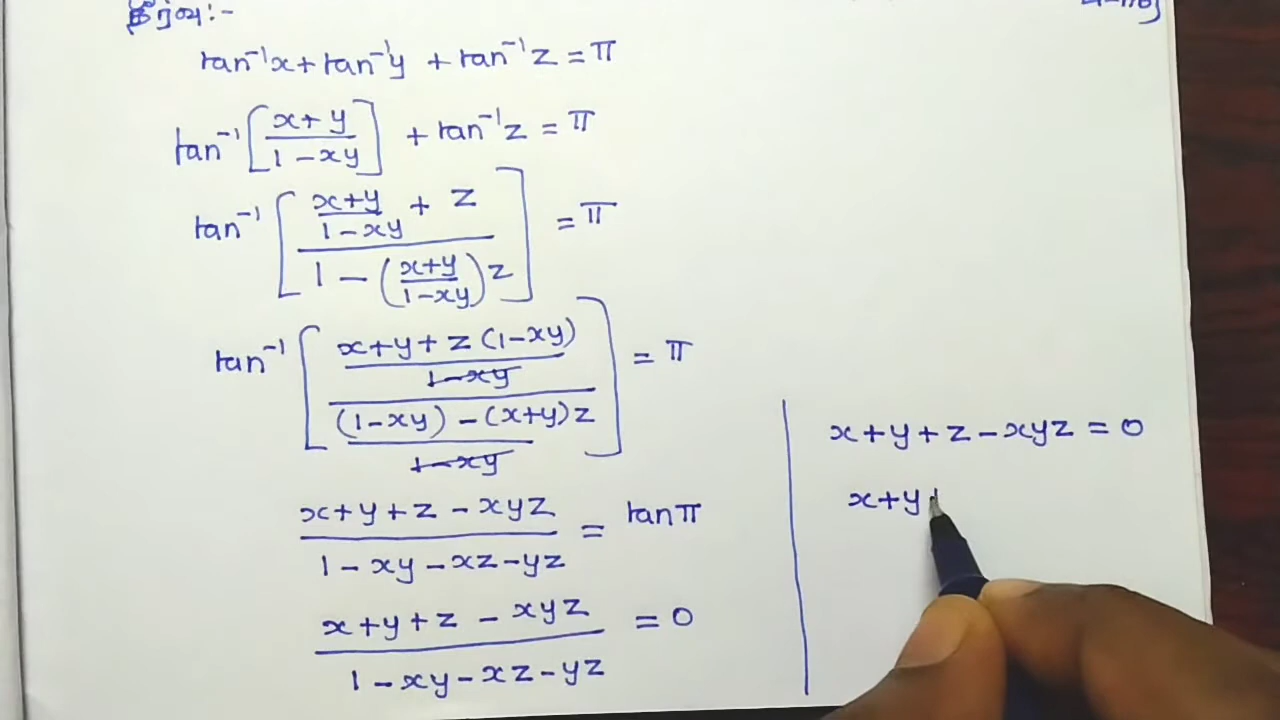 தீர்வு:-
tan⁻¹x + tan⁻¹y + tan⁻¹z = π
tan⁻¹ [ (x+y)/(1-xy) ] + tan⁻¹z = π
tan⁻¹ [ ( (x+y)/(1-xy) + z ) / ( 1 - ((x+y)/(1-xy)) z ) ] = π
tan⁻¹ [ ( (x+y+z(1-xy)) / (1-xy) ) / ( ((1-xy)-(x+y)z) / (1-xy) ) ] = π
(x+y+z-xyz) / (1-xy-xz-yz) = tanπ
(x+y+z-xyz) / (1-xy-xz-yz) = 0
x+y+z-xyz = 0
x+y+